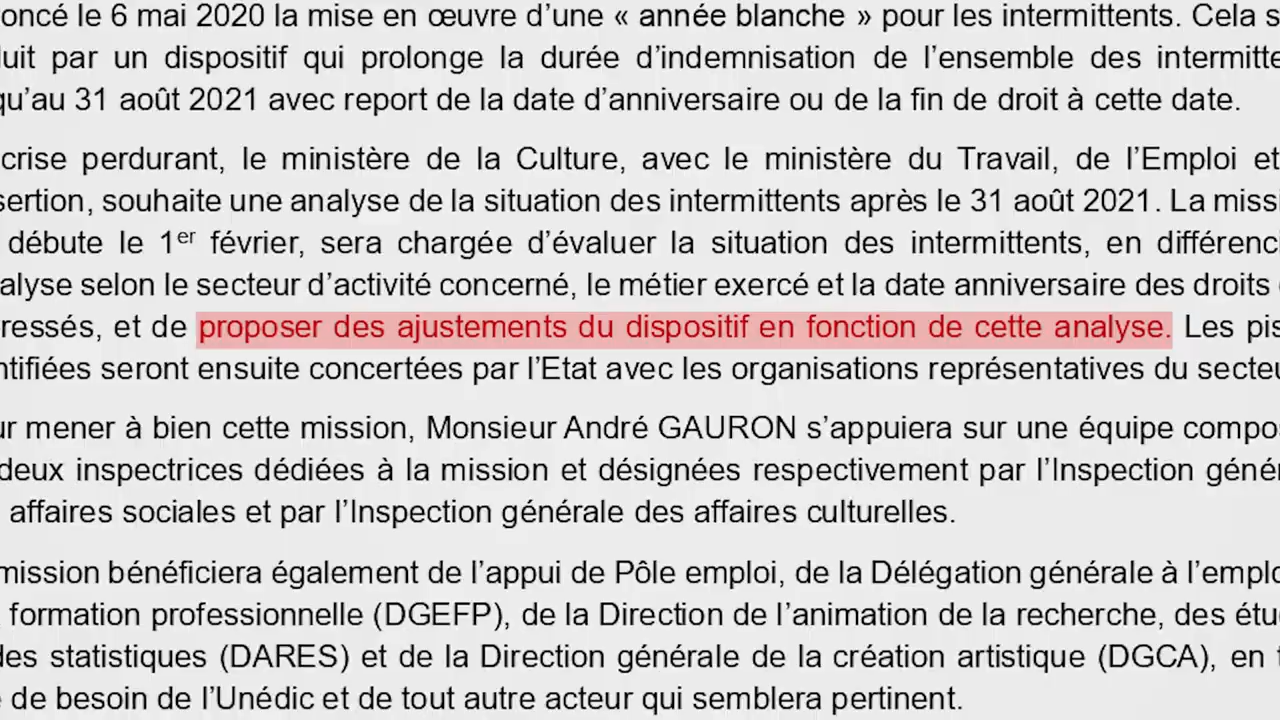 oncé le 6 mai 2020 la mise en œuvre d’une « année blanche » pour les intermittents. Cela s
uit par un dispositif qui prolonge la durée d’indemnisation de l’ensemble des intermitte
qu’au 31 août 2021 avec report de la date d’anniversaire ou de la fin de droit à cette date.
crise perdurant, le ministère de la Culture, avec le ministère du Travail, de l’Emploi et
sertion, souhaite une analyse de la situation des intermittents après le 31 août 2021. La missi
débute le 1er février, sera chargée d’évaluer la situation des intermittents, en différenci
alyse selon le secteur d’activité concerné, le métier exercé et la date anniversaire des droits
ressés, et de proposer des ajustements du dispositif en fonction de cette analyse. Les pis
ntifiées seront ensuite concertées par l’Etat avec les organisations représentatives du secteu
ur mener à bien cette mission, Monsieur André GAURON s’appuiera sur une équipe compos
deux inspectrices dédiées à la mission et désignées respectivement par l’Inspection génér
affaires sociales et par l’Inspection générale des affaires culturelles.
mission bénéficiera également de l’appui de Pôle emploi, de la Délégation générale à l’emplo
formation professionnelle (DGEFP), de la Direction de l’animation de la recherche, des étu
des statistiques (DARES) et de la Direction générale de la création artistique (DGCA), en
de besoin de l’Unédic et de tout autre acteur qui semblera pertinent.